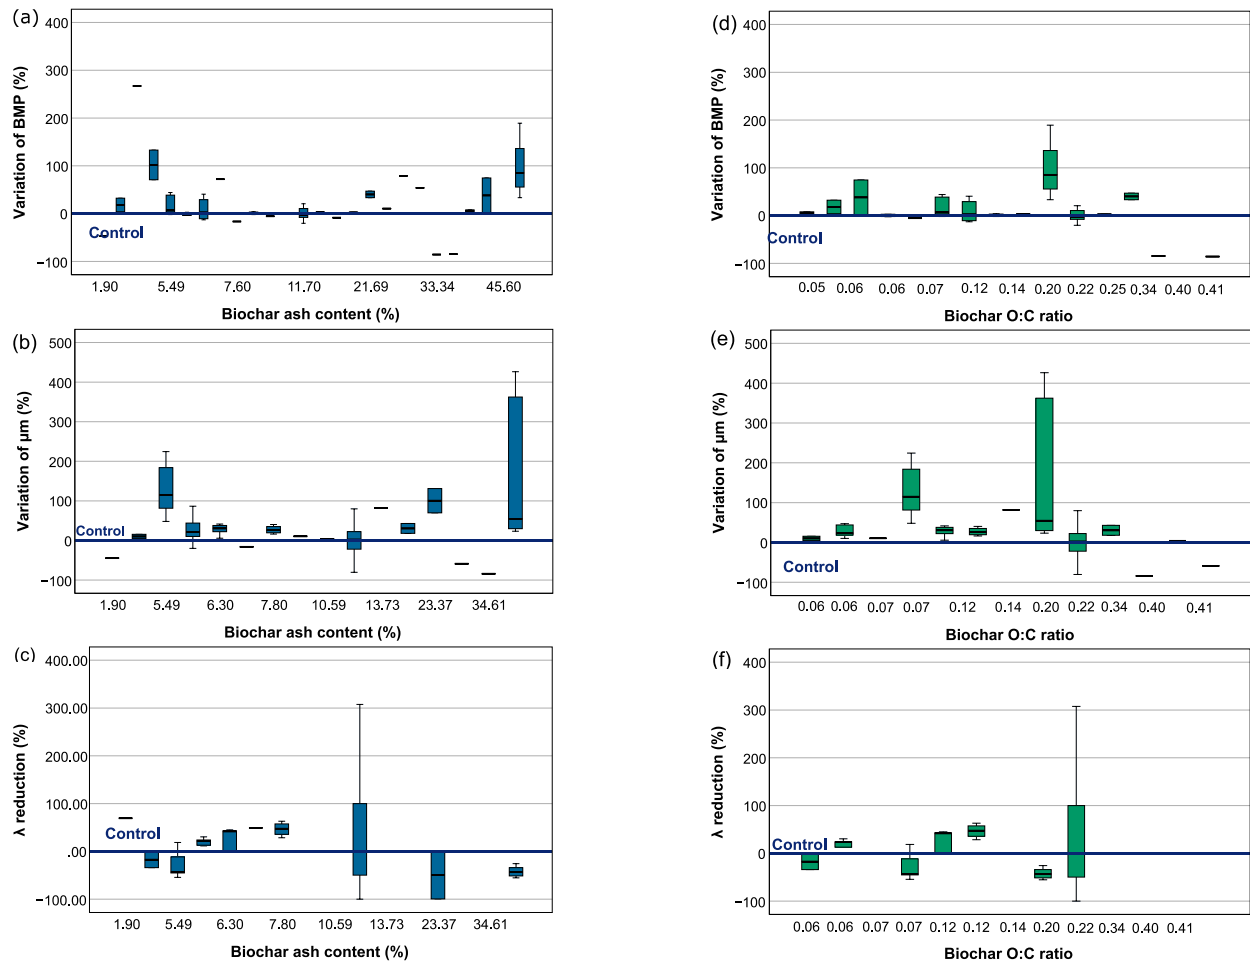 (a)
Variation of BMP (%)
400
300
200
100
0
−100
Control
1.90 5.49 7.60 11.70 21.69 33.34 45.60
Biochar ash content (%)
(d)
Variation of BMP (%)
400
300
200
100
0
−100
Control
0.05 0.06 0.06 0.07 0.12 0.14 0.20 0.22 0.25 0.34 0.40 0.41
Biochar O:C ratio
(b)
Variation of µm (%)
500
400
300
200
100
0
−100
Control
1.90 5.49 6.30 7.80 10.59 13.73 23.37 34.61
Biochar ash content (%)
(e)
Variation of µm (%)
500
400
300
200
100
0
−100
Control
0.06 0.06 0.07 0.07 0.12 0.14 0.20 0.22 0.34 0.40 0.41
Biochar O:C ratio
(c)
λ reduction (%)
400.00
300.00
200.00
100.00
.00
−100.00
Control
1.90 5.49 6.30 7.80 10.59 13.73 23.37 34.61
Biochar ash content (%)
(f)
λ reduction (%)
400
300
200
100
0
−100
Control
0.06 0.06 0.07 0.07 0.12 0.12 0.14 0.20 0.22 0.34 0.40 0.41
Biochar O:C ratio